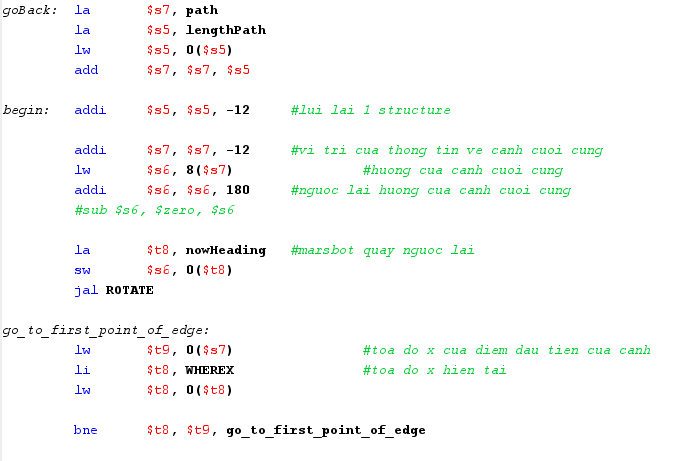 goBack: la $s7, path
la $s5, lengthPath
lw $s5, 0($s5)
add $s7, $s7, $s5
begin: addi $s5, $s5, -12 #lui lai 1 structure
addi $s7, $s7, -12 #vi tri cua thong tin ve canh cuoi cung
lw $s6, 8($s7) #huong cua canh cuoi cung
addi $s6, $s6, 180 #nguoc lai huong cua canh cuoi cung
#sub $s6, $zero, $s6
la $t8, nowHeading #marsbot quay nguoc lai
sw $s6, 0($t8)
jal ROTATE
go_to_first_point_of_edge:
lw $t9, 0($s7) #toa do x cua diem dau tien cua canh
li $t8, WHEREX #toa do x hien tai
lw $t8, 0($t8)
bne $t8, $t9, go_to_first_point_of_edge